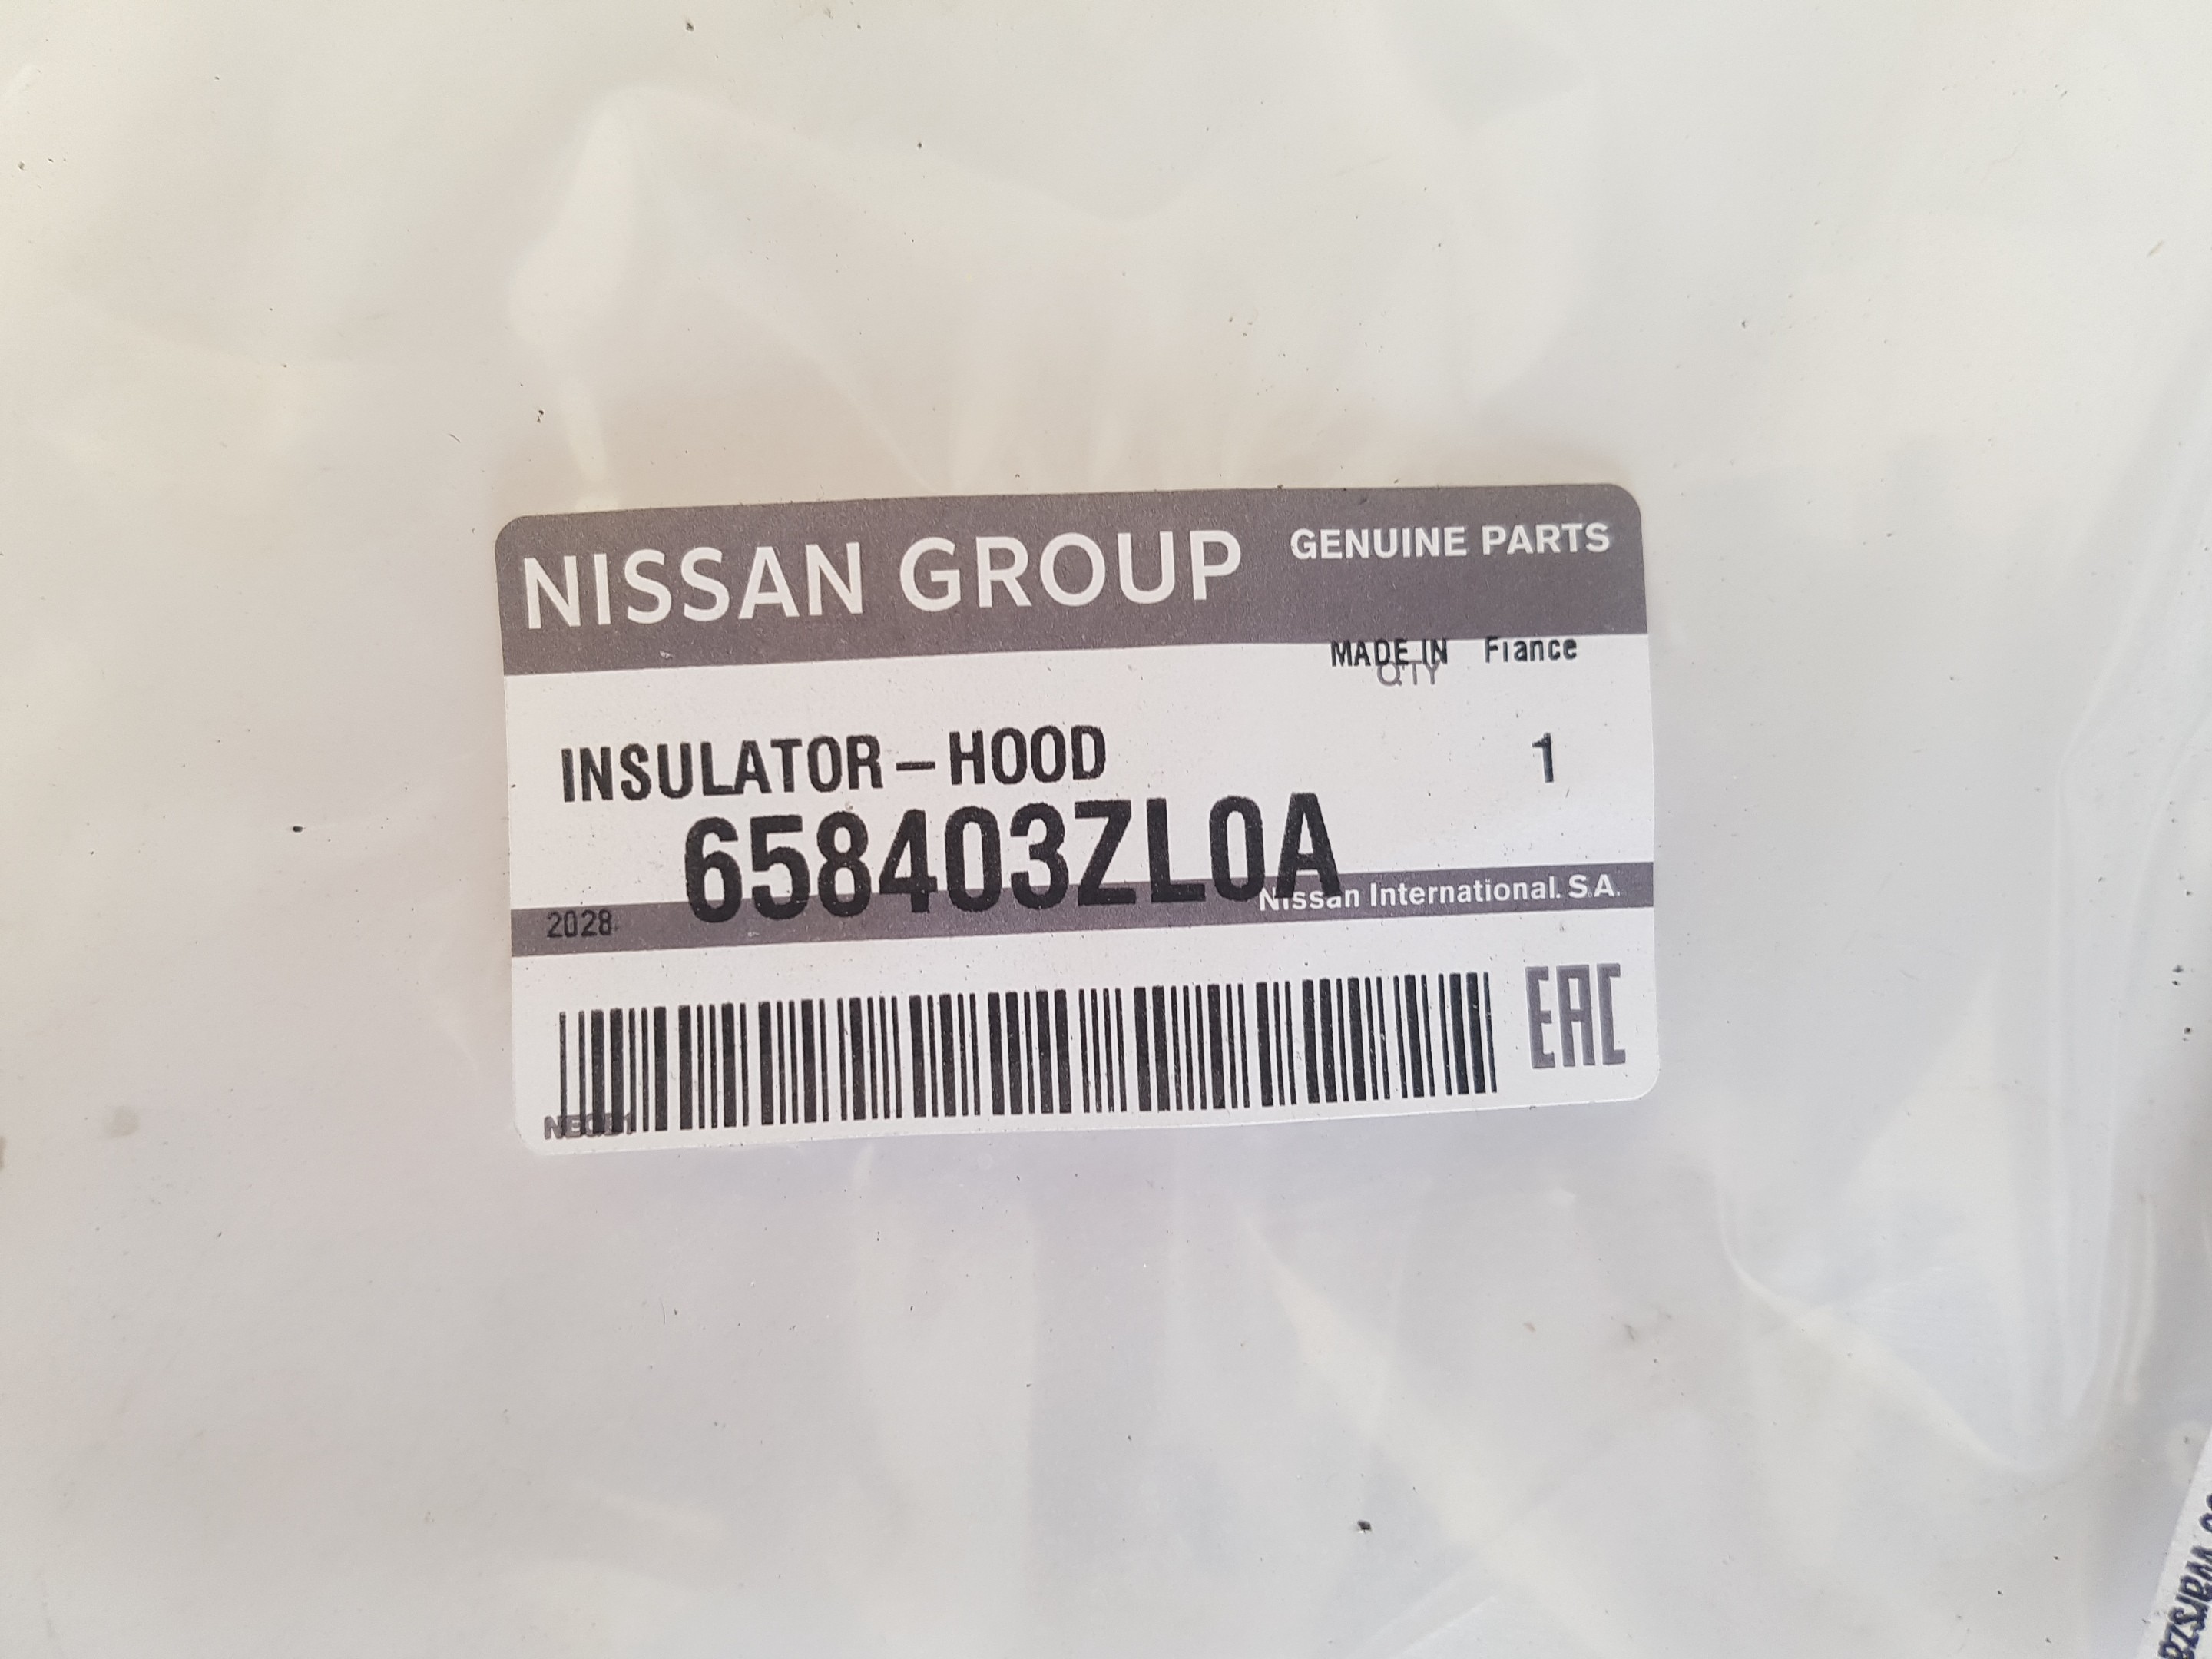 NISSAN GROUP GENUINE PARTS
MADE IN Fiance
QTY
INSULATOR-HOOD 1
658403ZL0A
2028 Nissan International. S.A.
EAC